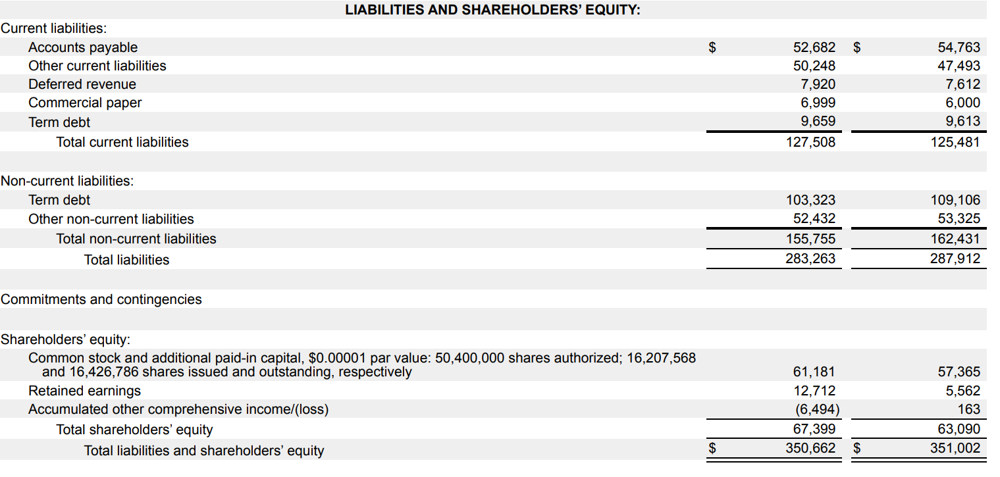 LIABILITIES AND SHAREHOLDERS’ EQUITY:
Current liabilities:
Accounts payable $ 52,682 $ 54,763
Other current liabilities 50,248 47,493
Deferred revenue 7,920 7,612
Commercial paper 6,999 6,000
Term debt 9,659 9,613
Total current liabilities 127,508 125,481
Non-current liabilities:
Term debt 103,323 109,106
Other non-current liabilities 52,432 53,325
Total non-current liabilities 155,755 162,431
Total liabilities 283,263 287,912
Commitments and contingencies
Shareholders’ equity:
Common stock and additional paid-in capital, $0.00001 par value: 50,400,000 shares authorized; 16,207,568
and 16,426,786 shares issued and outstanding, respectively 61,181 57,365
Retained earnings 12,712 5,562
Accumulated other comprehensive income/(loss) (6,494) 163
Total shareholders’ equity 67,399 63,090
Total liabilities and shareholders’ equity $ 350,662 $ 351,002